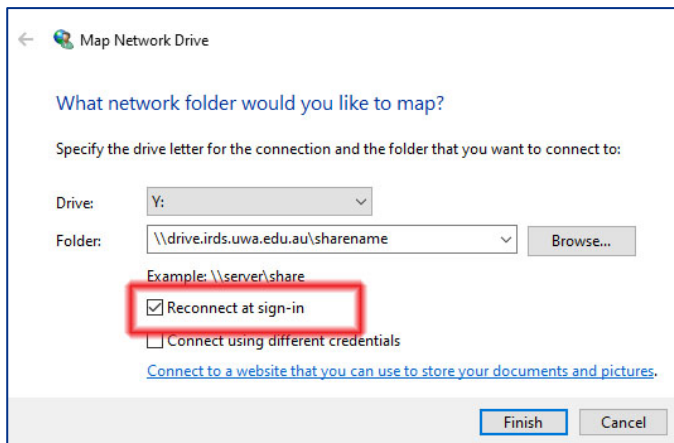 Map Network Drive
What network folder would you like to map?
Specify the drive letter for the connection and the folder that you want to connect to:
Drive: Y:
Folder: \\drive.irds.uwa.edu.au\sharename Browse...
Example: \\server\share
Reconnect at sign-in
Connect using different credentials
Connect to a website that you can use to store your documents and pictures.
Finish Cancel